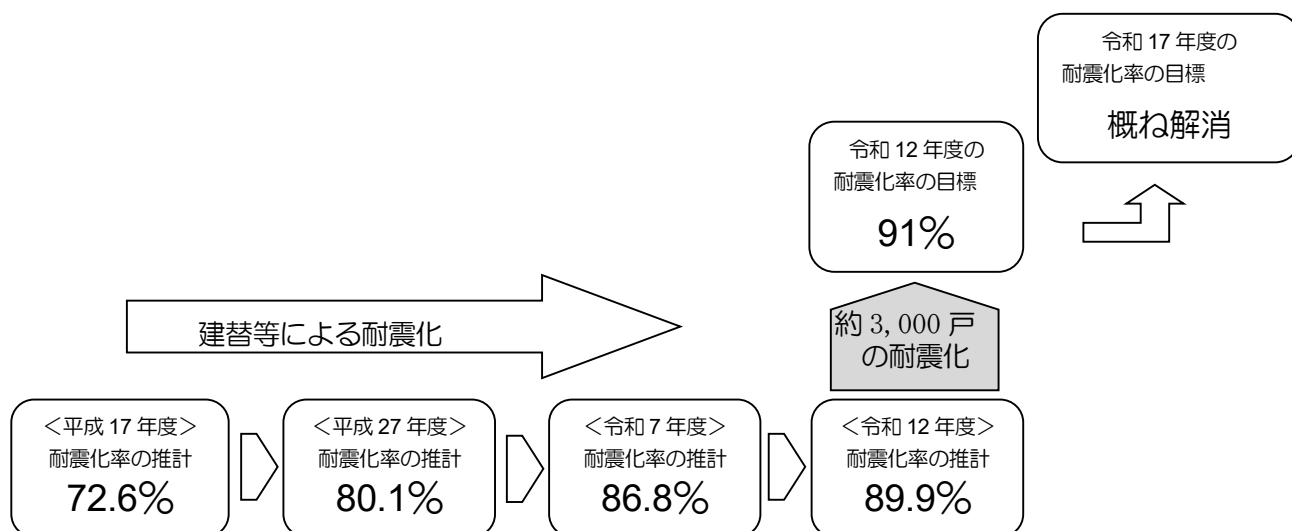 令和 17 年度の
耐震化率の目標
概ね解消
令和 12 年度の
耐震化率の目標
91%
建替等による耐震化
約 3,000 戸
の耐震化
＜平成 17 年度＞
耐震化率の推計
72.6%
＜平成 27 年度＞
耐震化率の推計
80.1%
＜令和 7 年度＞
耐震化率の推計
86.8%
＜令和 12 年度＞
耐震化率の推計
89.9%